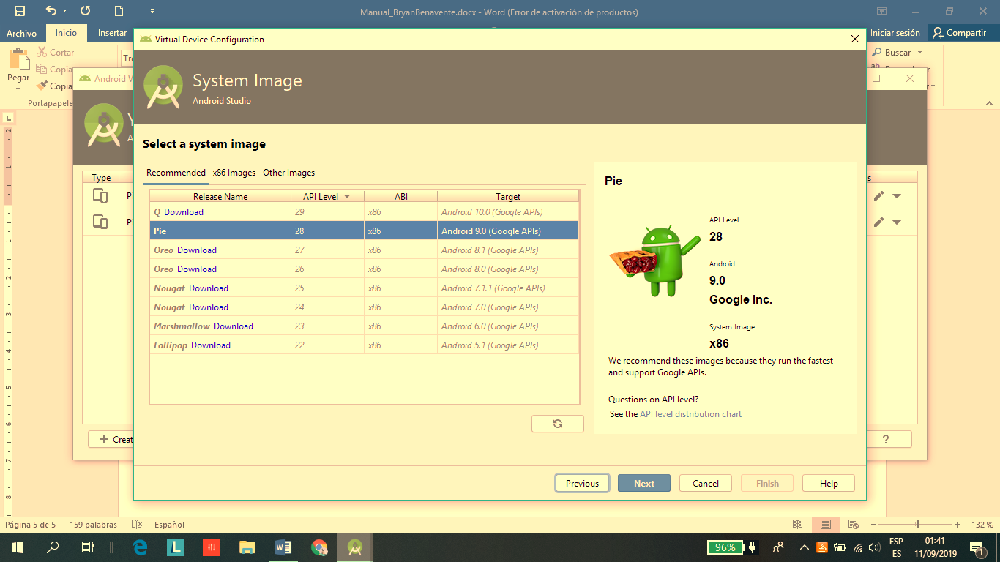 Manual_BryanBenavente.docx - Word (Error de activación de productos)
Archivo Inicio Insertar Iniciar sesión Compartir
Virtual Device Configuration
Cortar
Pegar
Portapapele
Buscar
System Image
Android Studio
Select a system image
Recommended x86 Images Other Images
Type
Release Name API Level ABI Target
Q Download 29 x86 Android 10.0 (Google APIs)
Pie 28 x86 Android 9.0 (Google APIs)
Oreo Download 27 x86 Android 8.1 (Google APIs)
Oreo Download 26 x86 Android 8.0 (Google APIs)
Nougat Download 25 x86 Android 7.1.1 (Google APIs)
Nougat Download 24 x86 Android 7.0 (Google APIs)
Marshmallow Download 23 x86 Android 6.0 (Google APIs)
Lollipop Download 22 x86 Android 5.1 (Google APIs)
Pie
API Level
28
Android
9.0
Google Inc.
System Image
x86
We recommend these images because they run the fastest
and support Google APIs.
Questions on API level?
See the API level distribution chart
+ Creat
?
Previous Next Cancel Finish Help
Página 5 de 5 159 palabras Español 132 %
96% ESP 01:41
ES 11/09/2019